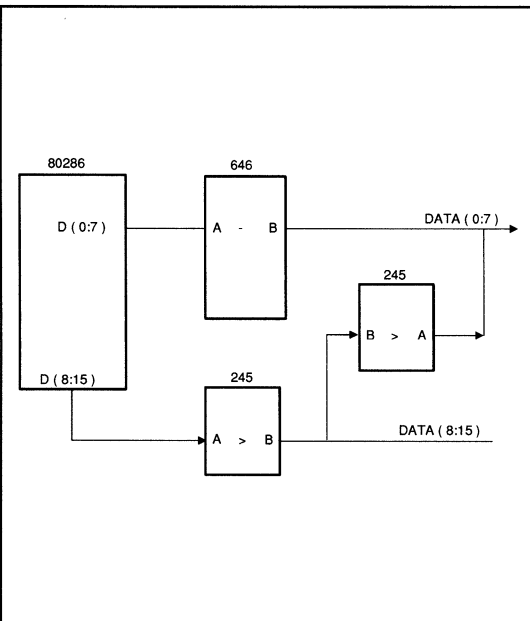 80286
646
D ( 0:7 )
A - B
DATA ( 0:7 )
245
B > A
D ( 8:15 )
245
A > B
DATA ( 8:15 )